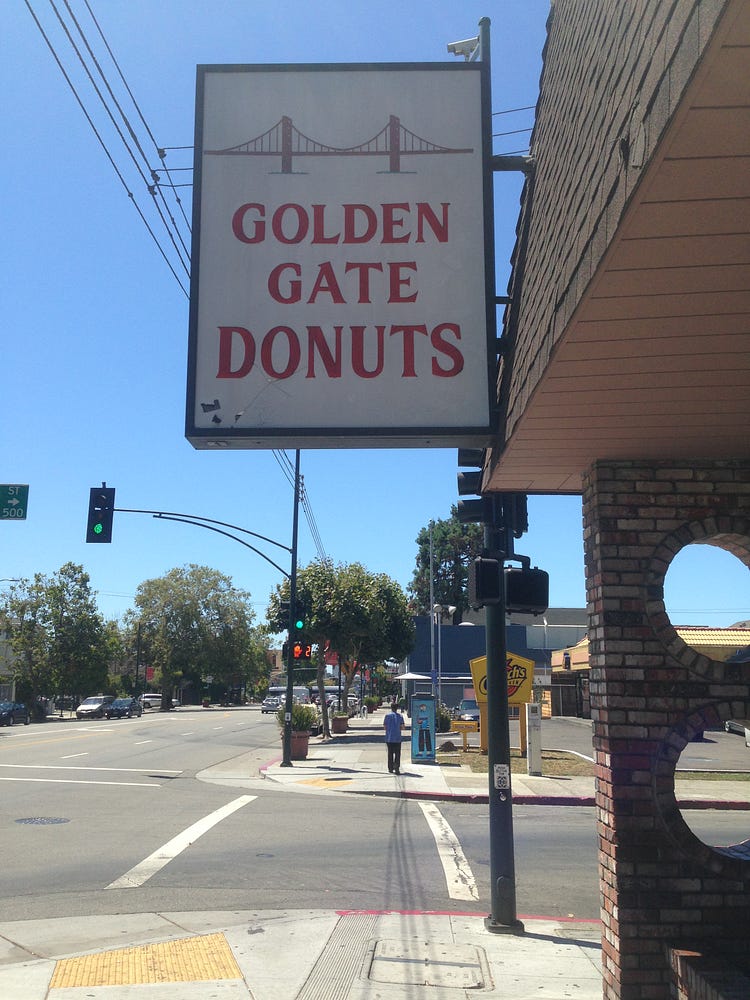 GOLDEN
GATE
DONUTS
ST
→
500